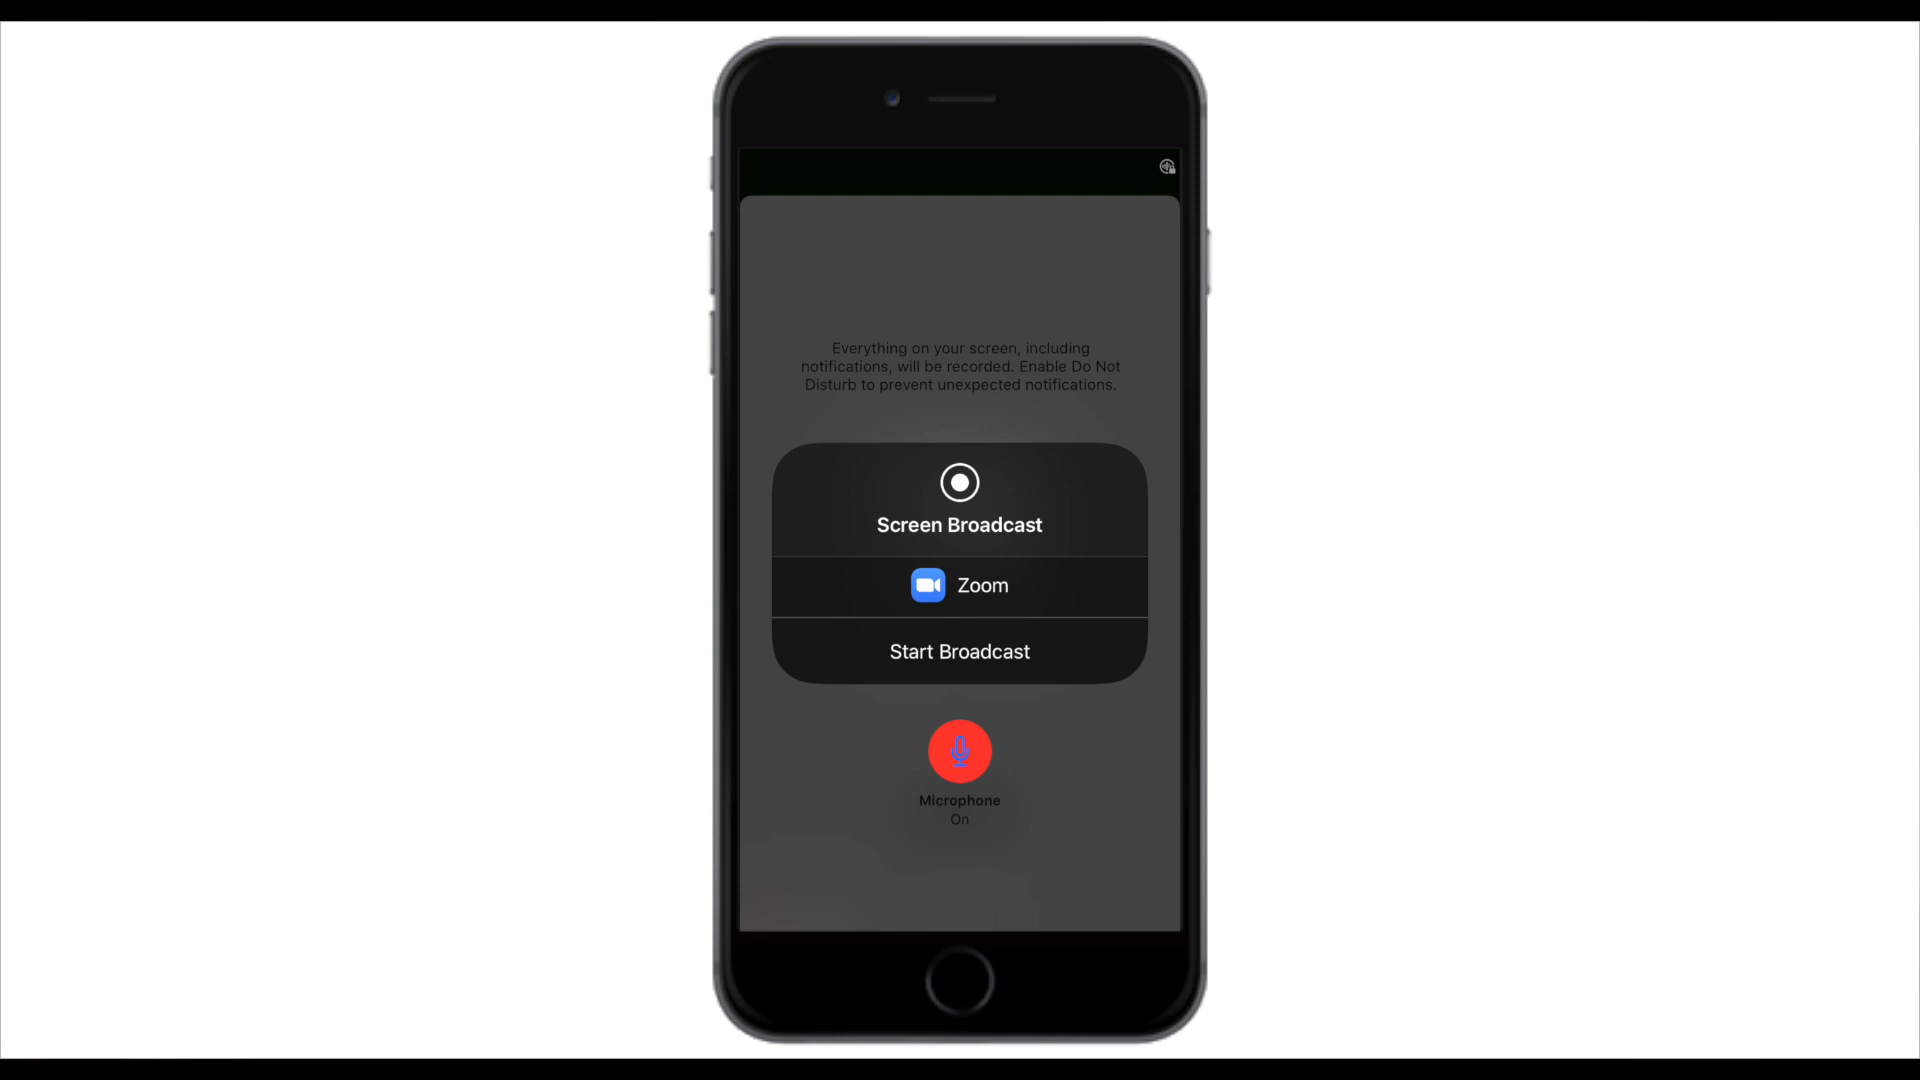 Everything on your screen, including
notifications, will be recorded. Enable Do Not
Disturb to prevent unexpected notifications.
Screen Broadcast
Zoom
Start Broadcast
Microphone
On